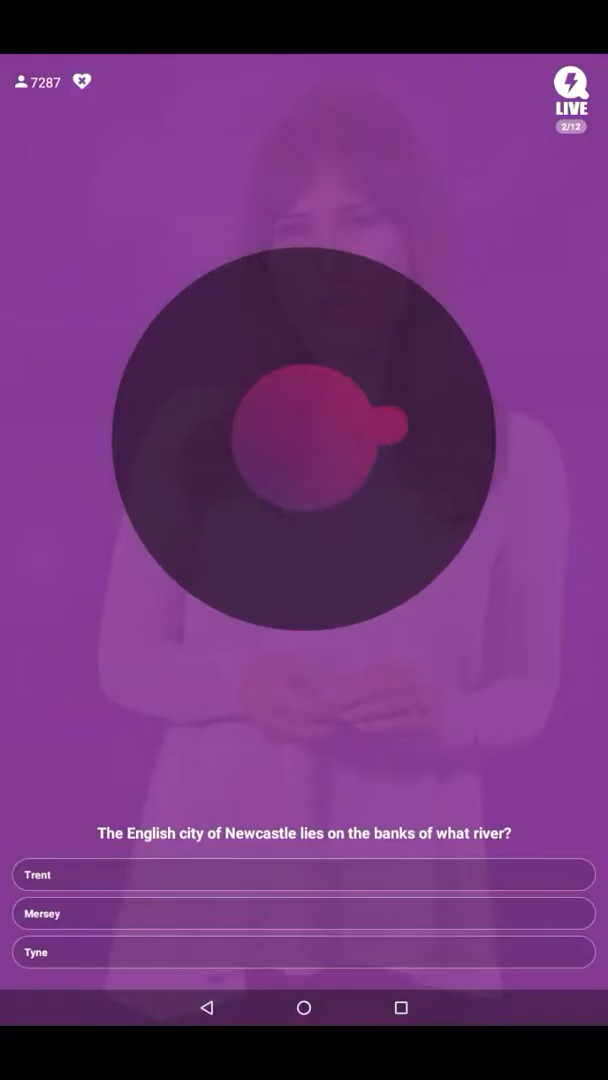 7287
LIVE
2/12
The English city of Newcastle lies on the banks of what river?
Trent
Mersey
Tyne